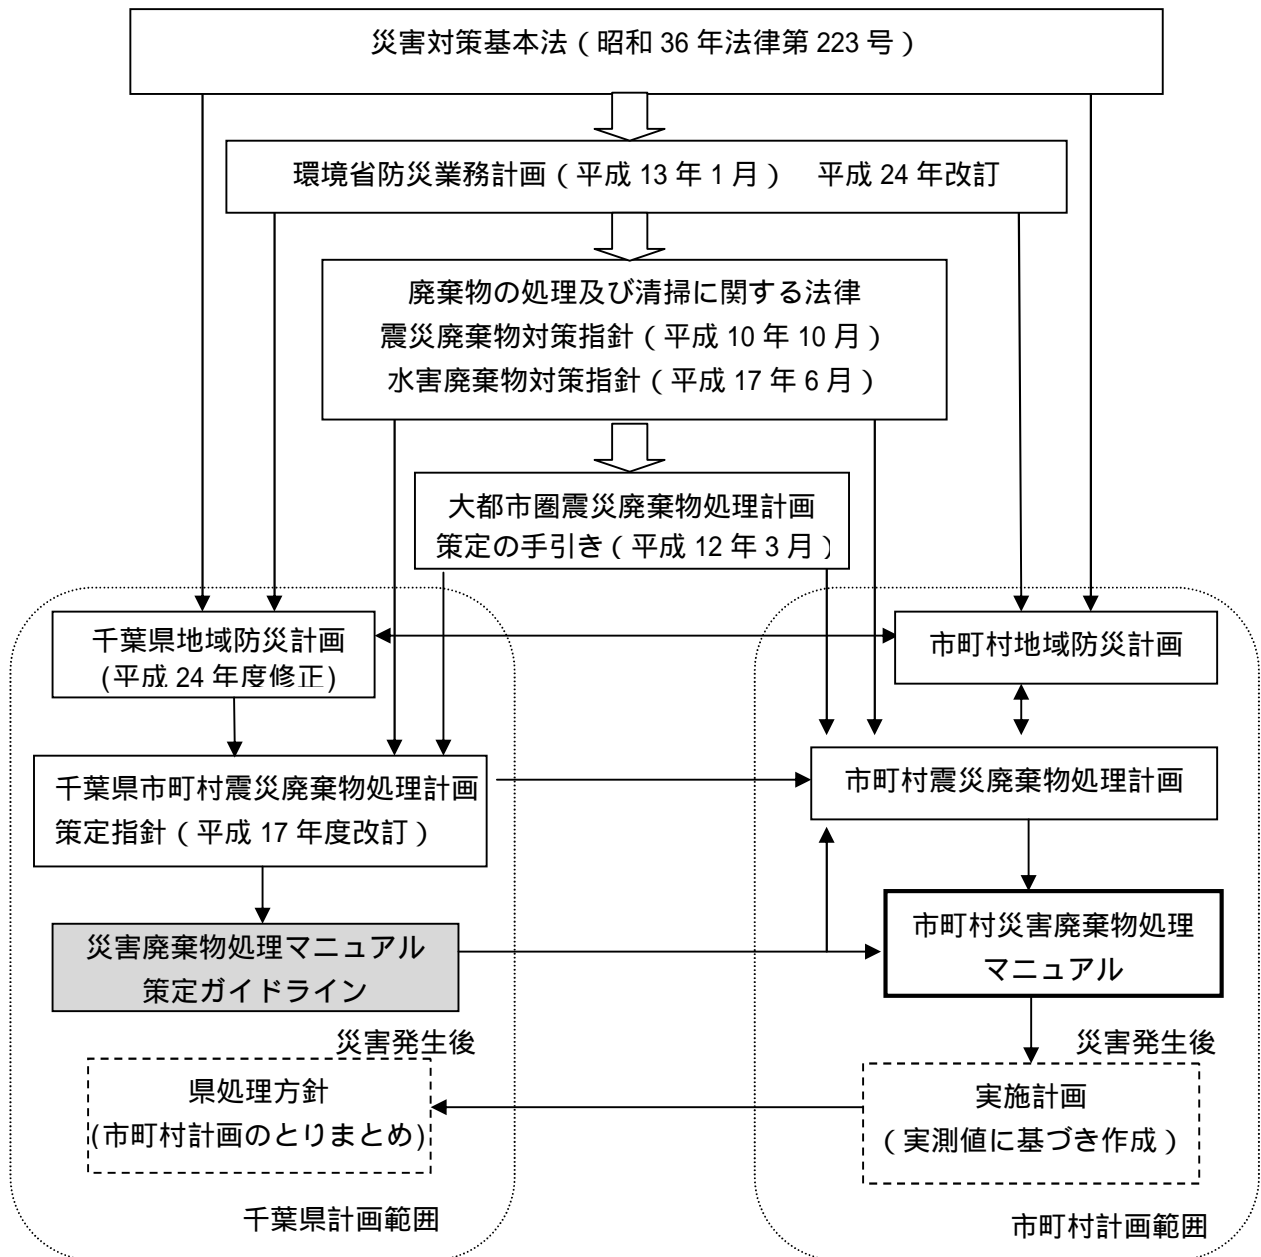 災害対策基本法（昭和 36 年法律第 223 号）
環境省防災業務計画（平成 13 年 1 月）　平成 24 年改訂
廃棄物の処理及び清掃に関する法律
震災廃棄物対策指針（平成 10 年 10 月）
水害廃棄物対策指針（平成 17 年 6 月）
大都市圏震災廃棄物処理計画
策定の手引き（平成 12 年 3 月）
千葉県地域防災計画
(平成 24 年度修正)
市町村地域防災計画
千葉県市町村震災廃棄物処理計画
策定指針（平成 17 年度改訂）
市町村震災廃棄物処理計画
災害廃棄物処理マニュアル
策定ガイドライン
市町村災害廃棄物処理
マニュアル
災害発生後
災害発生後
県処理方針
(市町村計画のとりまとめ)
実施計画
（実測値に基づき作成）
千葉県計画範囲
市町村計画範囲